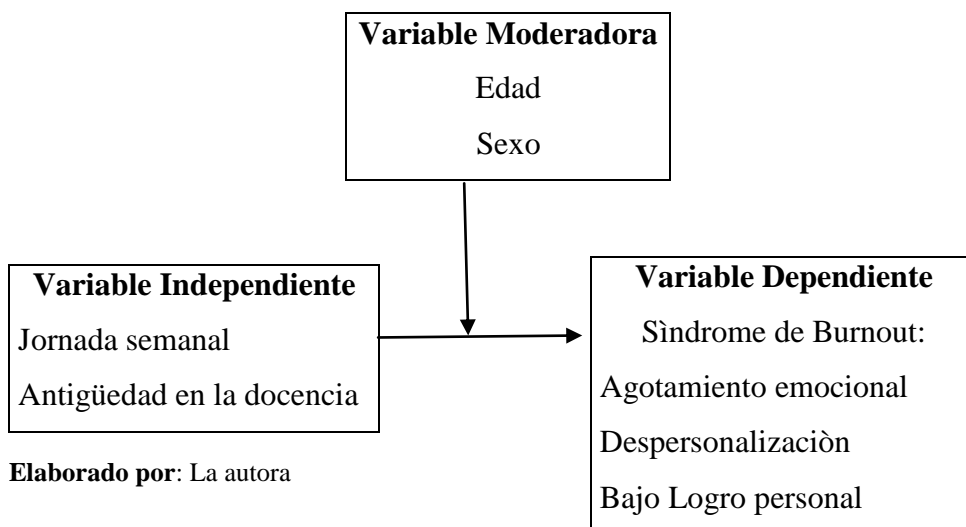 Variable Moderadora
Edad
Sexo
Variable Independiente
Jornada semanal
Antigüedad en la docencia
Variable Dependiente
Sìndrome de Burnout:
Agotamiento emocional
Despersonalizaciòn
Bajo Logro personal
Elaborado por: La autora